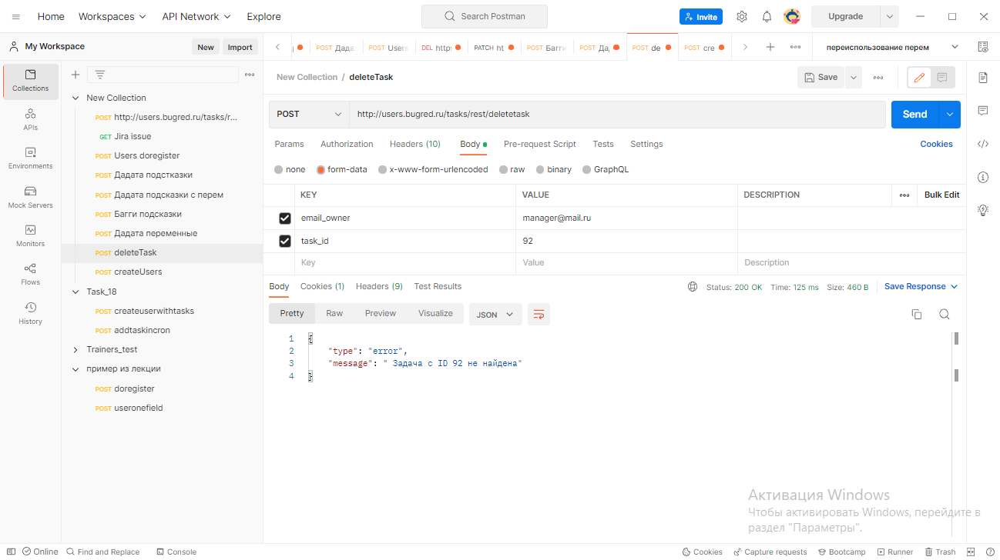 Home Workspaces API Network Explore Search Postman Invite Upgrade
My Workspace New Import
POST Дада POST Users DEL http: PATCH ht POST Багги POST Да, POST de POST cre переиспользование перем
Collections
APIs
Environments
Mock Servers
Monitors
Flows
History
New Collection
POST http://users.bugred.ru/tasks/r...
GET Jira issue
POST Users doregister
POST Дадата подстткажки
POST Дадата подсказки с перем
POST Багги подсказки
POST Дадата переменные
POST deleteTask
POST createUsers
Task_18
POST createuserwithtasks
POST addtaskincron
Trainers_test
пример из лекции
POST doregister
POST useronefield
New Collection / deleteTask Save
POST http://users.bugred.ru/tasks/rest/deletetask Send
Params Authorization Headers (10) Body Pre-request Script Tests Settings Cookies
none form-data x-www-form-urlencoded raw binary GraphQL
KEY VALUE DESCRIPTION Bulk Edit
email_owner manager@mail.ru
task_id 92
Key Value Description
Body Cookies (1) Headers (9) Test Results Status: 200 OK Time: 125 ms Size: 460 B Save Response
Pretty Raw Preview Visualize JSON
1 {
2 "type": "error",
3 "message": " Задача с ID 92 не найдена"
4 }
Активация Windows
Чтобы активировать Windows, перейдите в
раздел "Параметры".
Online Find and Replace Console Cookies Capture requests Bootcamp Runner Trash